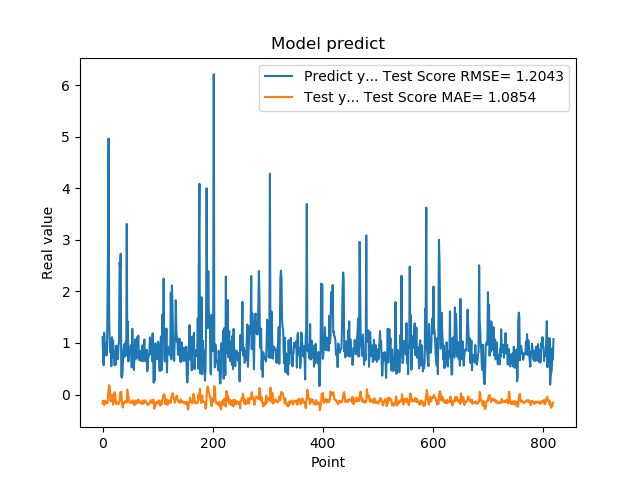 Model predict
Predict y... Test Score RMSE= 1.2043
Test y... Test Score MAE= 1.0854
Real value
6
5
4
3
2
1
0
0 200 400 600 800
Point